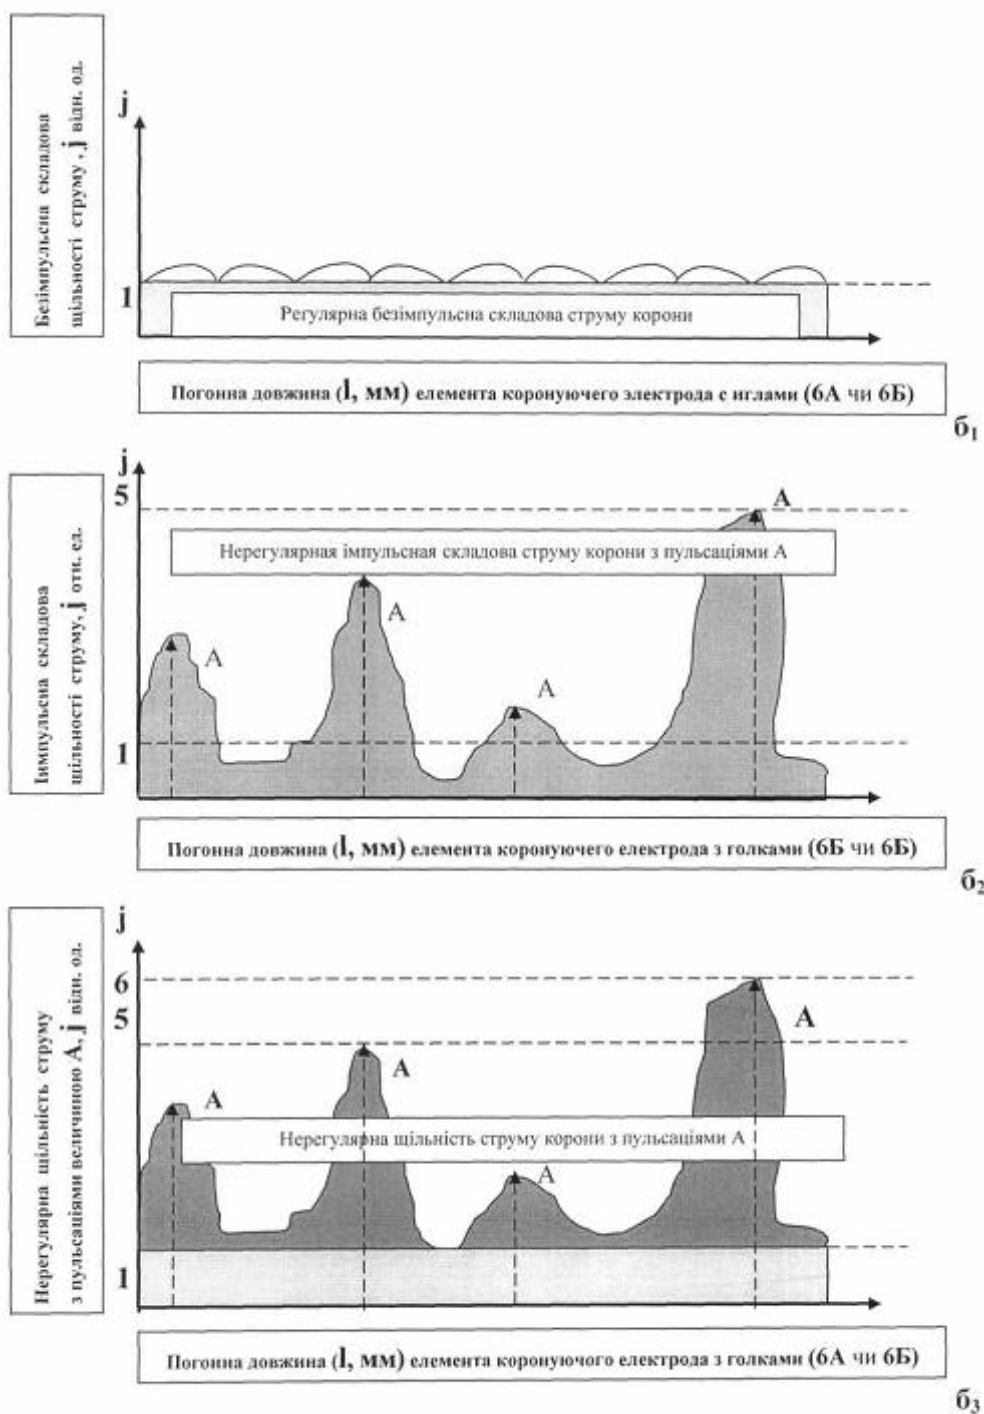 Безімпульсна складова
щільності струму , j відн. од.
j
1
Регулярна безімпульсна складова струму корони
Погонна довжина (l, мм) елемента коронуючего электрода с иглами (6А чи 6Б)
б1
Іимпульсна складова
щільності струму, j отн. ед.
j
5
А
Нерегулярная імпульсная складова струму корони з пульсаціями А
А
А
А
1
Погонна довжина (l, мм) елемента коронуючего електрода з голками (6Б чи 6Б)
б2
Нерегулярна щільність струму
з пульсаціями величиною А, j відн. од.
j
6
5
А
А
А
Нерегулярна щільність струму корони з пульсаціями А
А
1
Погонна довжина (l, мм) елемента коронуючого електрода з голками (6А чи 6Б)
б3